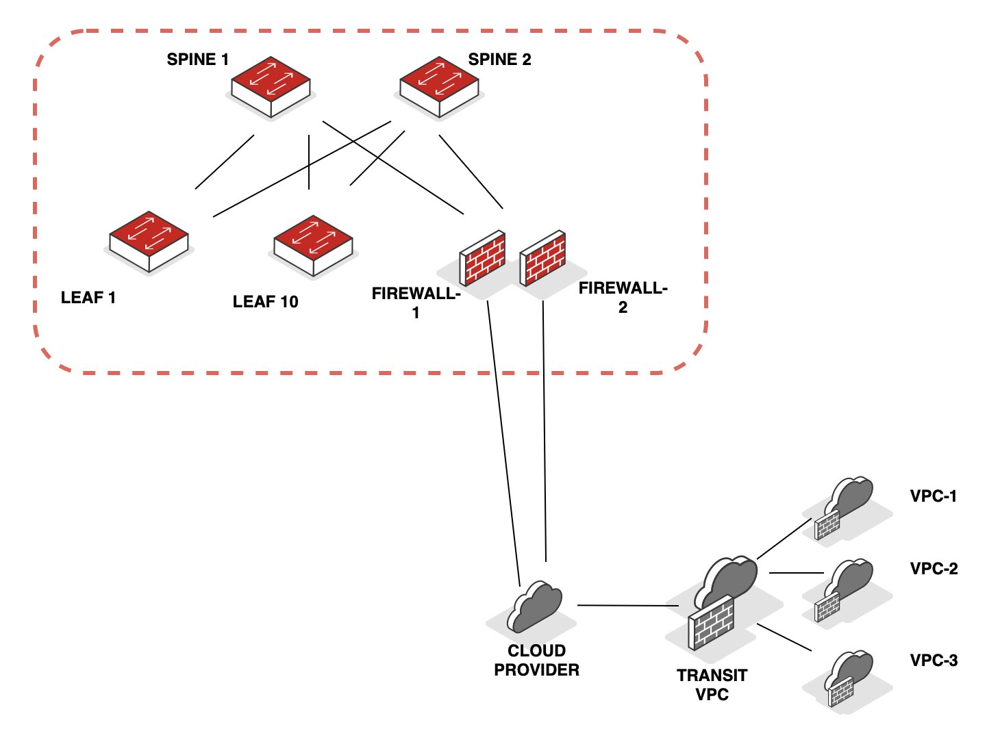 SPINE 1
SPINE 2
LEAF 1
LEAF 10
FIREWALL-
1
FIREWALL-
2
VPC-1
VPC-2
VPC-3
CLOUD
PROVIDER
TRANSIT
VPC